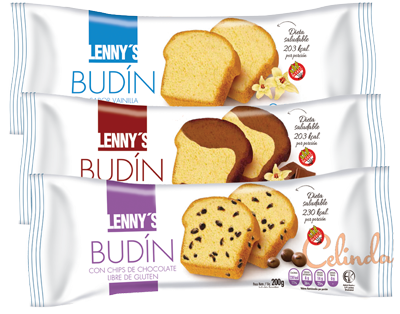 LENNY'S
BUDÍN
VAINILLA
Dieta
saludable
203 kcal.
por porción
LENNY'S
BUDÍN
Dieta
saludable
203 kcal.
por porción
LENNY'S
BUDÍN
CON CHIPS DE CHOCOLATE
LIBRE DE GLUTEN
Dieta
saludable
230 kcal.
por porción
200g
Celinda